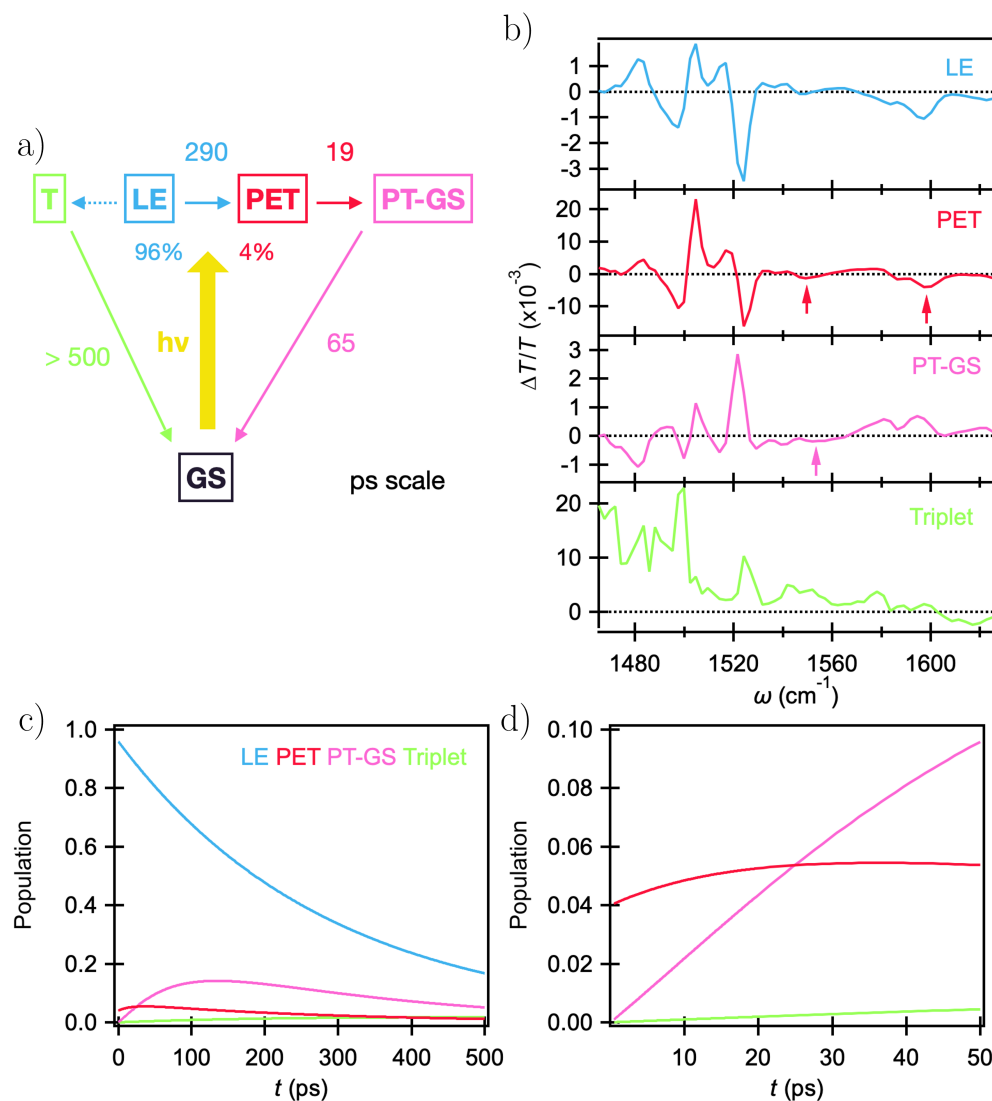 a)
290
19
T
LE
PET
PT-GS
96%
4%
hν
> 500
65
GS
ps scale
b)
LE
1
0
-1
-2
-3
PET
20
10
0
-10
ΔT/T (x10⁻³)
PT-GS
3
2
1
0
-1
Triplet
20
10
0
1480 1520 1560 1600
ω (cm⁻¹)
c)
1.0
0.8
0.6
0.4
0.2
0.0
Population
LE PET PT-GS Triplet
0 100 200 300 400 500
t (ps)
d)
0.10
0.08
0.06
0.04
0.02
0.00
Population
10 20 30 40 50
t (ps)